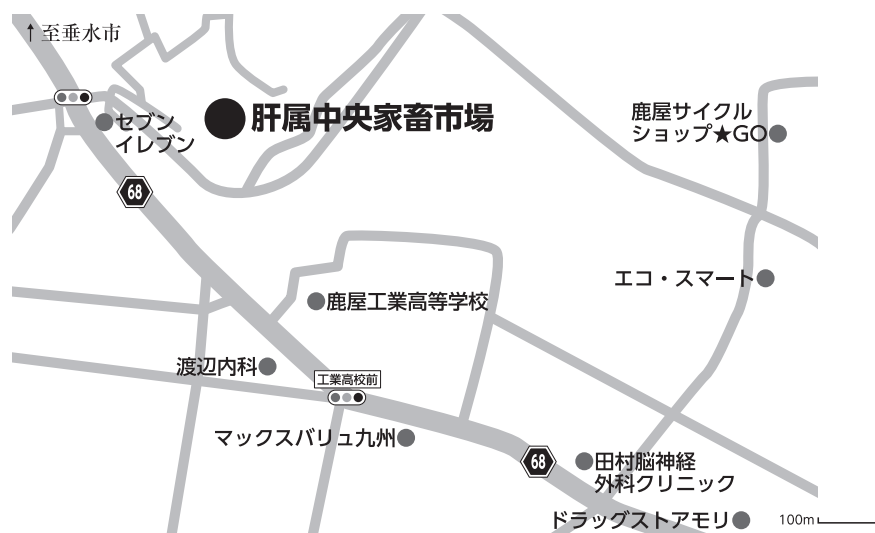 ↑至垂水市
セブン
イレブン
肝属中央家畜市場
鹿屋サイクル
ショップ★GO
68
エコ・スマート
鹿屋工業高等学校
渡辺内科
工業高校前
マックスバリュ九州
68
田村脳神経
外科クリニック
ドラッグストアモリ
100m